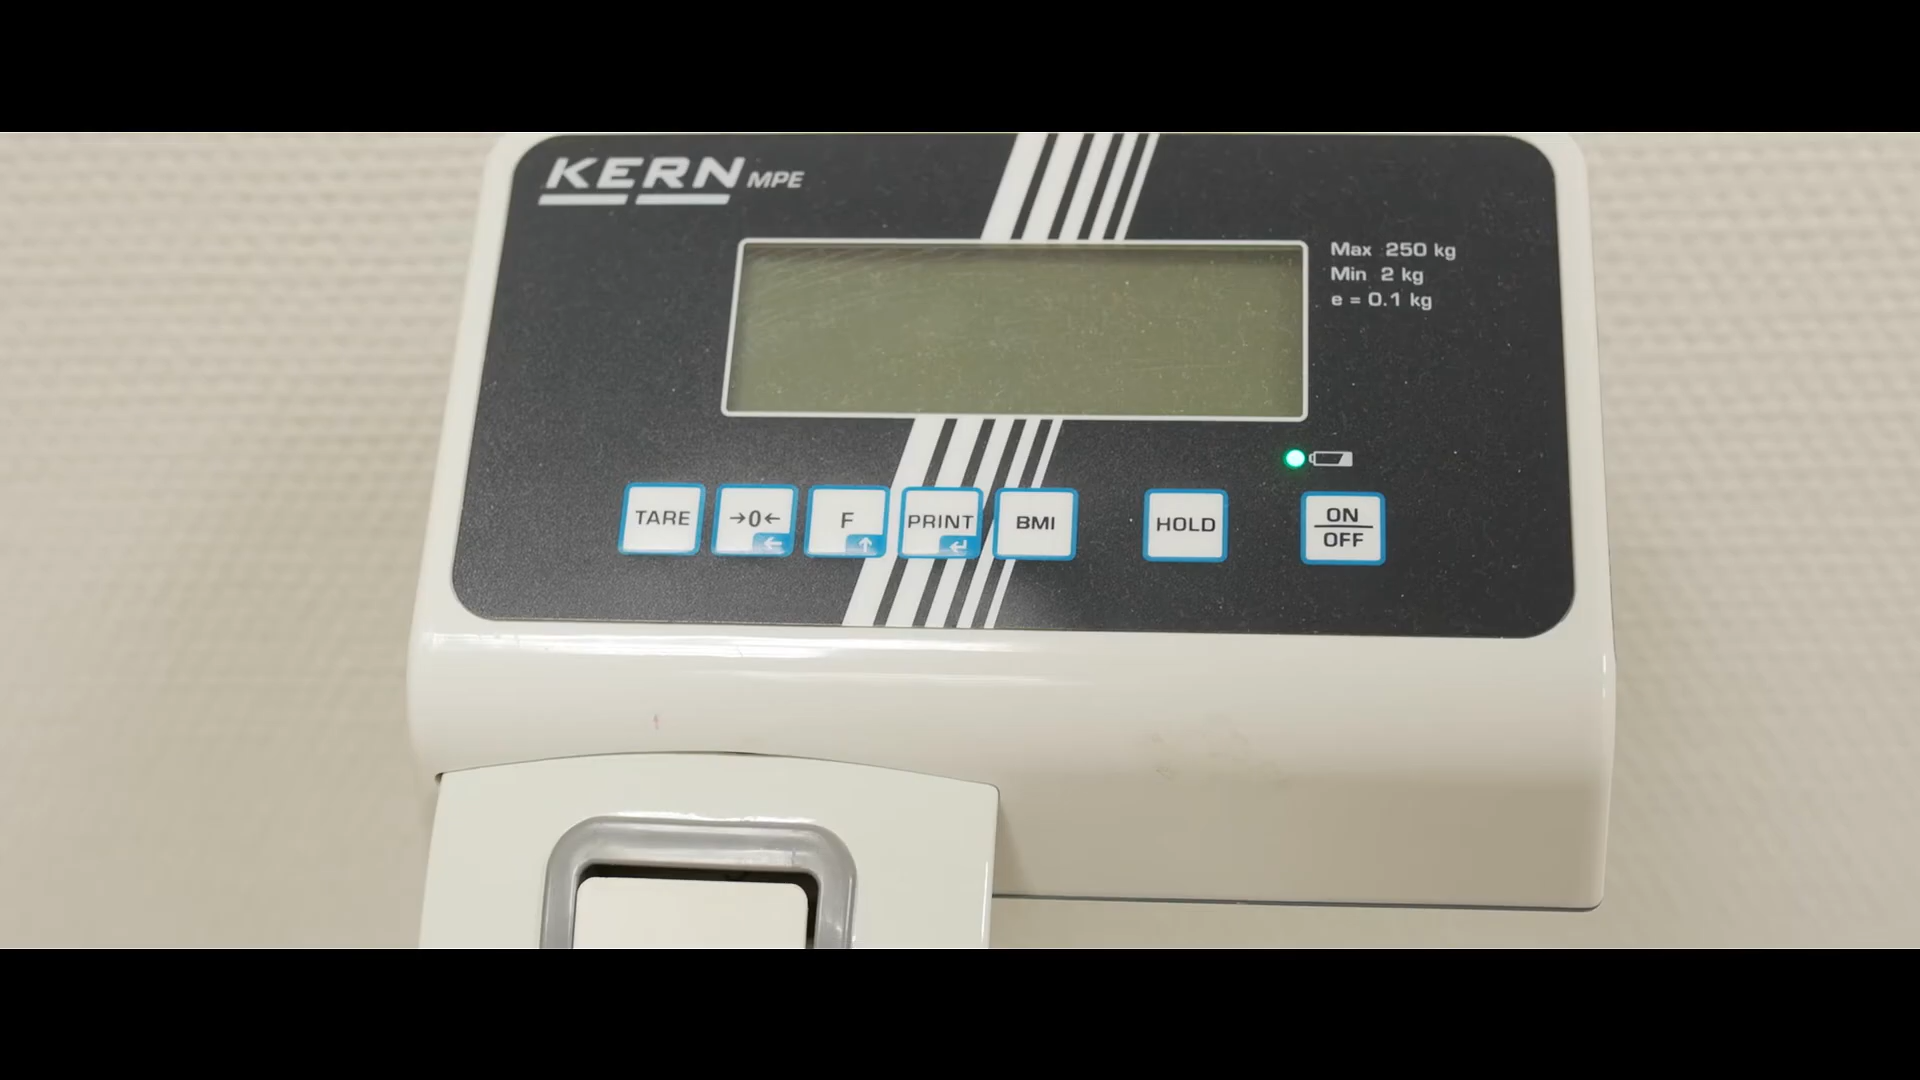 KERN MPE
Max 250 kg
Min 2 kg
e = 0.1 kg
TARE →0← F PRINT BMI HOLD ON OFF